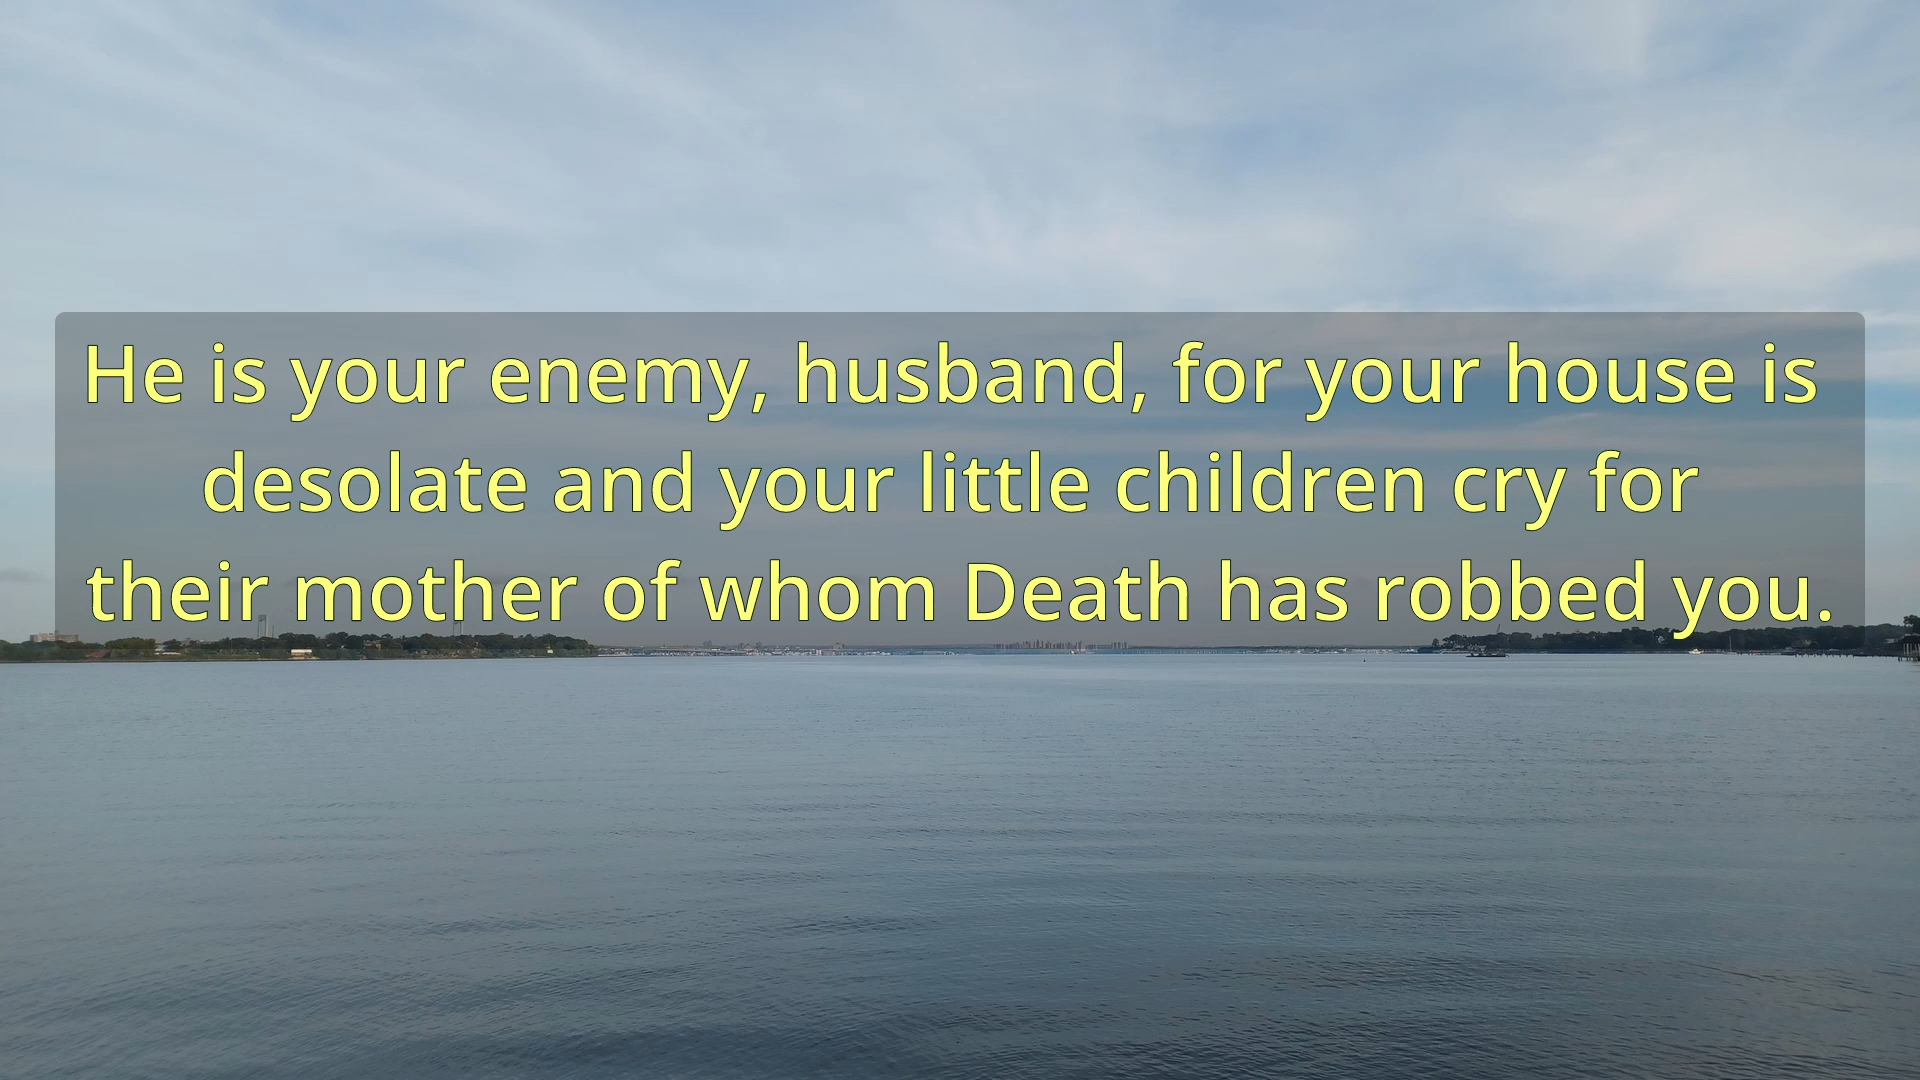 He is your enemy, husband, for your house is
desolate and your little children cry for
their mother of whom Death has robbed you.